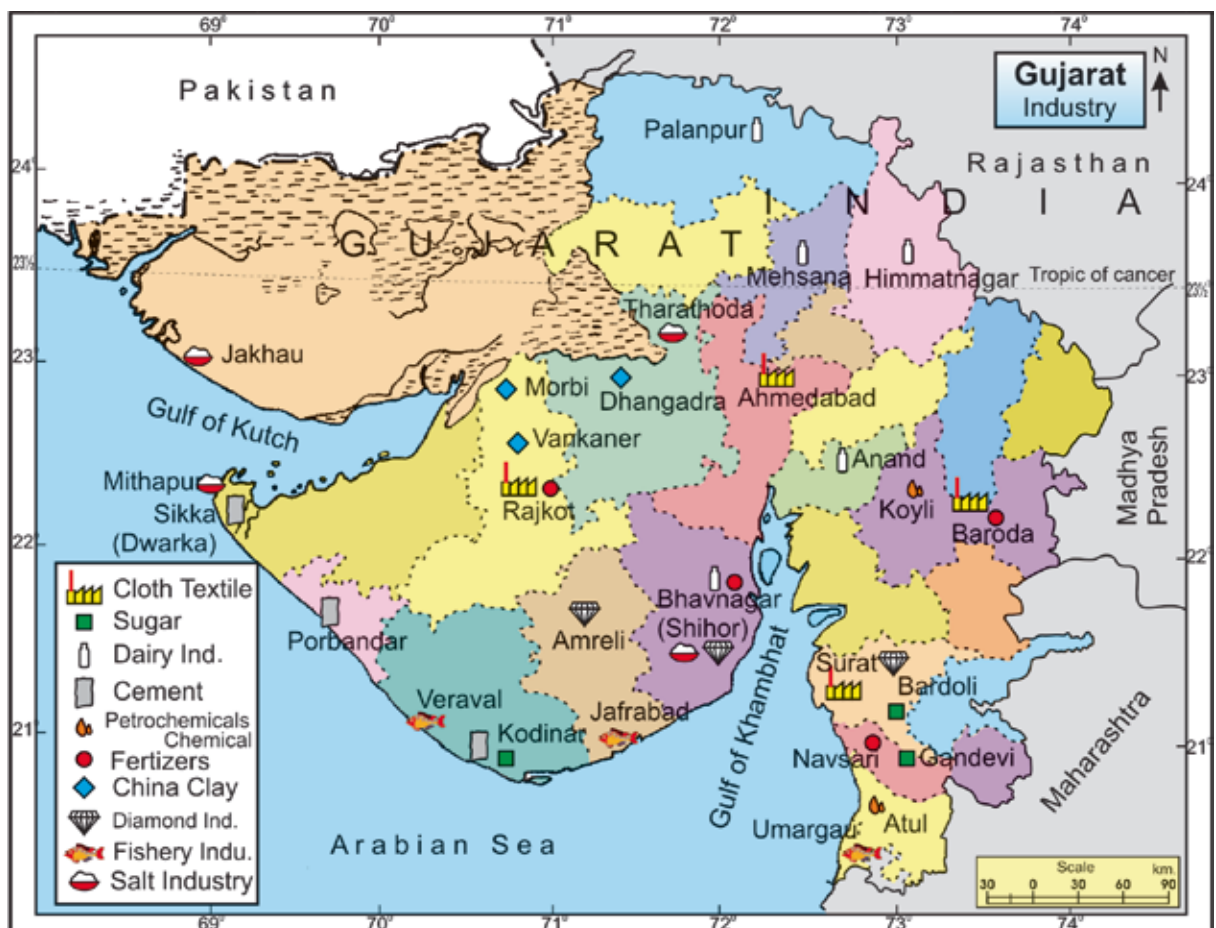 69°
70°
71°
72°
73°
74°
Pakistan
Gujarat
Industry
N
Palanpur
Rajasthan
24°
24°
INDIA
GUJARAT
Mehsana
Himmatnagar
Tropic of cancer
23½°
23½°
Tharathoda
Jakhau
23°
23°
Morbi
Dhangadra
Ahmedabad
Gulf of Kutch
Vankaner
Anand
Mithapur
Sikka
(Dwarka)
Rajkot
Koyli
Baroda
Madhya
Pradesh
22°
22°
Cloth Textile
Sugar
Dairy Ind.
Cement
Petrochemicals
Chemical
Fertizers
China Clay
Diamond Ind.
Fishery Indu.
Salt Industry
Bhavnagar
(Shihor)
Porbandar
Amreli
Gulf of Khambhat
Surat
Bardoli
Veraval
Jafrabad
Kodinar
21°
21°
Navsari
Gandevi
Maharashtra
Umargau
Atul
Arabian Sea
Scale
km.
30 0 30 60 90
69°
70°
71°
72°
73°
74°